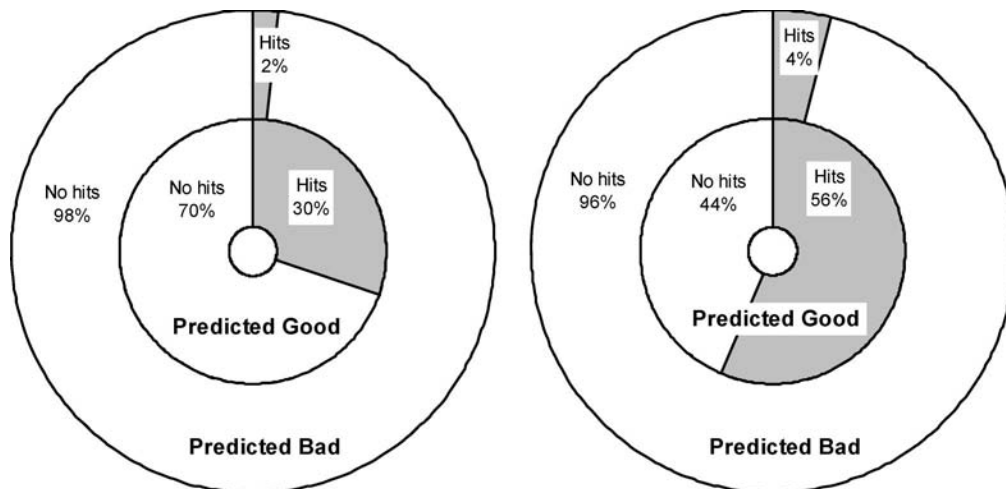 Hits
2%
No hits
98%
No hits
70%
Hits
30%
Predicted Good
Predicted Bad
Hits
4%
No hits
96%
No hits
44%
Hits
56%
Predicted Good
Predicted Bad